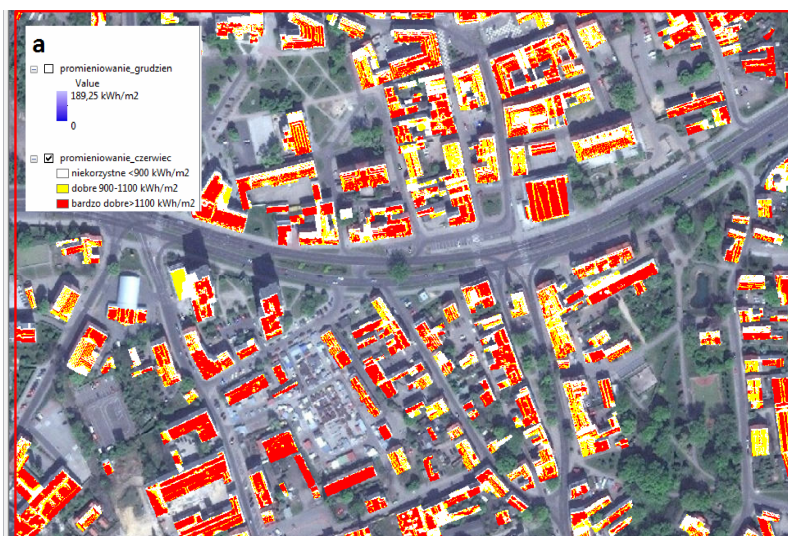 a
promieniowanie_grudzien
Value
189,25 kWh/m2
0
promieniowanie_czerwiec
niekorzystne <900 kWh/m2
dobre 900-1100 kWh/m2
bardzo dobre>1100 kWh/m2